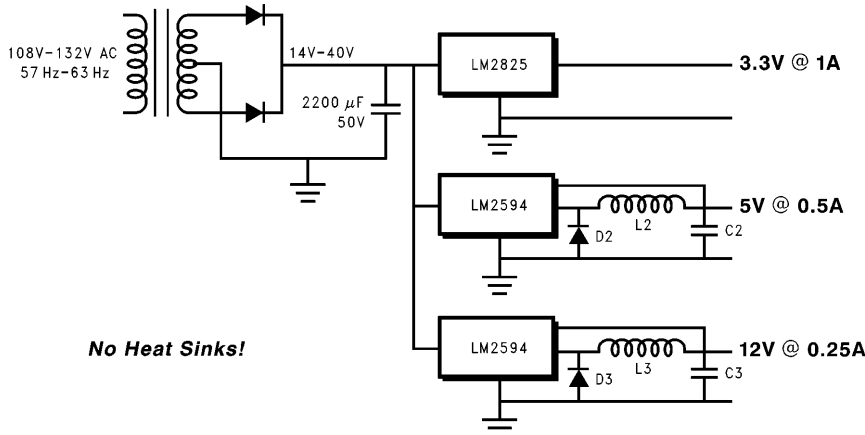 108V-132V AC
57 Hz-63 Hz
14V-40V
2200 µF
50V
LM2825
3.3V @ 1A
LM2594
D2
L2
C2
5V @ 0.5A
LM2594
D3
L3
C3
12V @ 0.25A
No Heat Sinks!